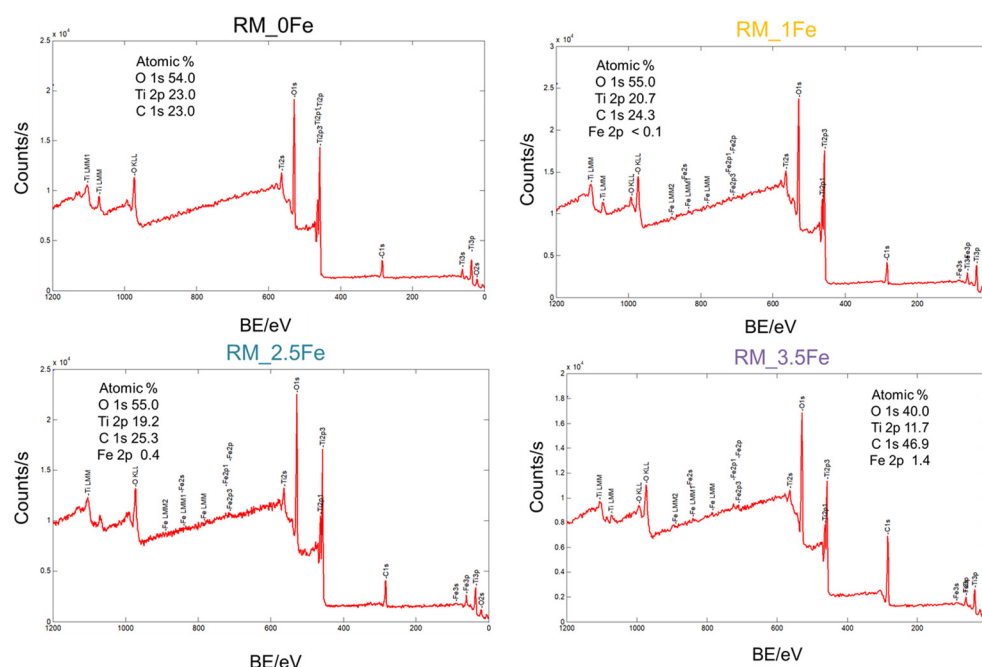 RM_0Fe
2.5
x 10⁴
Atomic %
O 1s 54.0
Ti 2p 23.0
C 1s 23.0
2
1.5
1
0.5
0
-Ti LMM1
-Ti LMM
-O KLL
-Ti2s
-O1s
-Ti2p3
-Ti2p1
-Ti2p
-C1s
-Ti3s
-Ti3p
-O2s
1200 1000 800 600 400 200 0
Counts/s
BE/eV
RM_1Fe
3
x 10⁴
Atomic %
O 1s 55.0
Ti 2p 20.7
C 1s 24.3
Fe 2p < 0.1
2.5
2
1.5
1
0.5
0
-Ti LMM
-Ti LMM
-O KLL
-O KLL
-Fe LMM2
-Fe LMM1
-Fe2s
-Fe LMM
-Fe2p3
-Fe2p1
-Fe2p
-Ti2s
-O1s
-Ti2p1
-Ti2p3
-C1s
-Fe3s
-Fe3p
-Ti3p
1200 1000 800 600 400 200
Counts/s
BE/eV
RM_2.5Fe
2.5
x 10⁴
Atomic %
O 1s 55.0
Ti 2p 19.2
C 1s 25.3
Fe 2p 0.4
2
1.5
1
0.5
0
-Ti LMM
-O KLL
-Fe LMM2
-Fe LMM1
-Fe2s
-Fe LMM
-Fe2p3
-Fe2p1
-Fe2p
-Ti2s
-O1s
-Ti2p1
-Ti2p3
-C1s
-Fe3s
-Fe3p
-Ti3p
-O2s
1200 1000 800 600 400 200 0
Counts/s
BE/eV
RM_3.5Fe
2
x 10⁴
Atomic %
O 1s 40.0
Ti 2p 11.7
C 1s 46.9
Fe 2p 1.4
1.8
1.6
1.4
1.2
1
0.8
0.6
0.4
0.2
0
-Ti LMM
-Ti LMM
-O KLL
-O KLL
-Fe LMM2
-Fe LMM1
-Fe2s
-Fe LMM
-Fe2p3
-Fe2p1
-Fe2p
-Ti2s
-O1s
-Ti2p1
-Ti2p3
-C1s
-Fe3s
-Ti3p
1200 1000 800 600 400 200
Counts/s
BE/eV